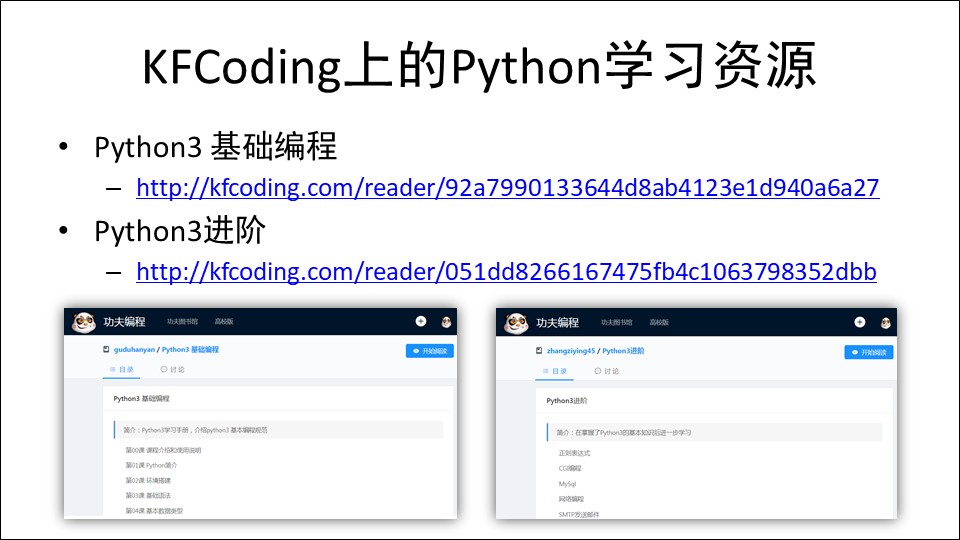 KFCoding上的Python学习资源
• Python3 基础编程
– http://kfcoding.com/reader/92a7990133644d8ab4123e1d940a6a27
• Python3进阶
– http://kfcoding.com/reader/051dd8266167475fb4c1063798352dbb
功夫编程 功夫图书馆 高校版
guduhanyan / Python3 基础编程
开始阅读
目录 讨论
Python3 基础编程
简介：Python3学习手册，介绍python3 基本编程规范
第00课 课程介绍和使用说明
第01课 Python简介
第02课 环境搭建
第03课 基础语法
第04课 基本数据类型
功夫编程 功夫图书馆 高校版
zhangziying45 / Python3进阶
开始阅读
目录 讨论
Python3进阶
简介：在掌握了Python3的基本知识后进一步学习
正则表达式
CGI编程
MySql
网络编程
SMTP发送邮件